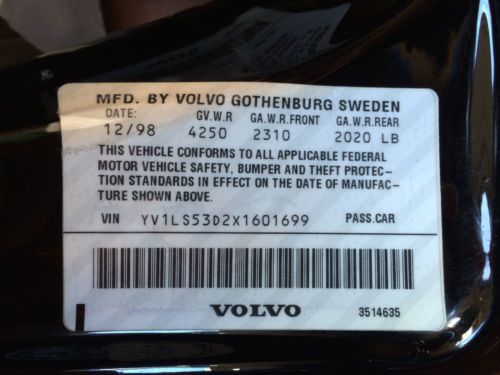 MFD. BY VOLVO GOTHENBURG SWEDEN
DATE: GV.W.R GA.W.R.FRONT GA.W.R.REAR
12/98 4250 2310 2020 LB
THIS VEHICLE CONFORMS TO ALL APPLICABLE FEDERAL
MOTOR VEHICLE SAFETY, BUMPER AND THEFT PROTEC-
TION STANDARDS IN EFFECT ON THE DATE OF MANUFAC-
TURE SHOWN ABOVE.
VIN YV1LS53D2X1601699 PASS.CAR
VOLVO 3514635